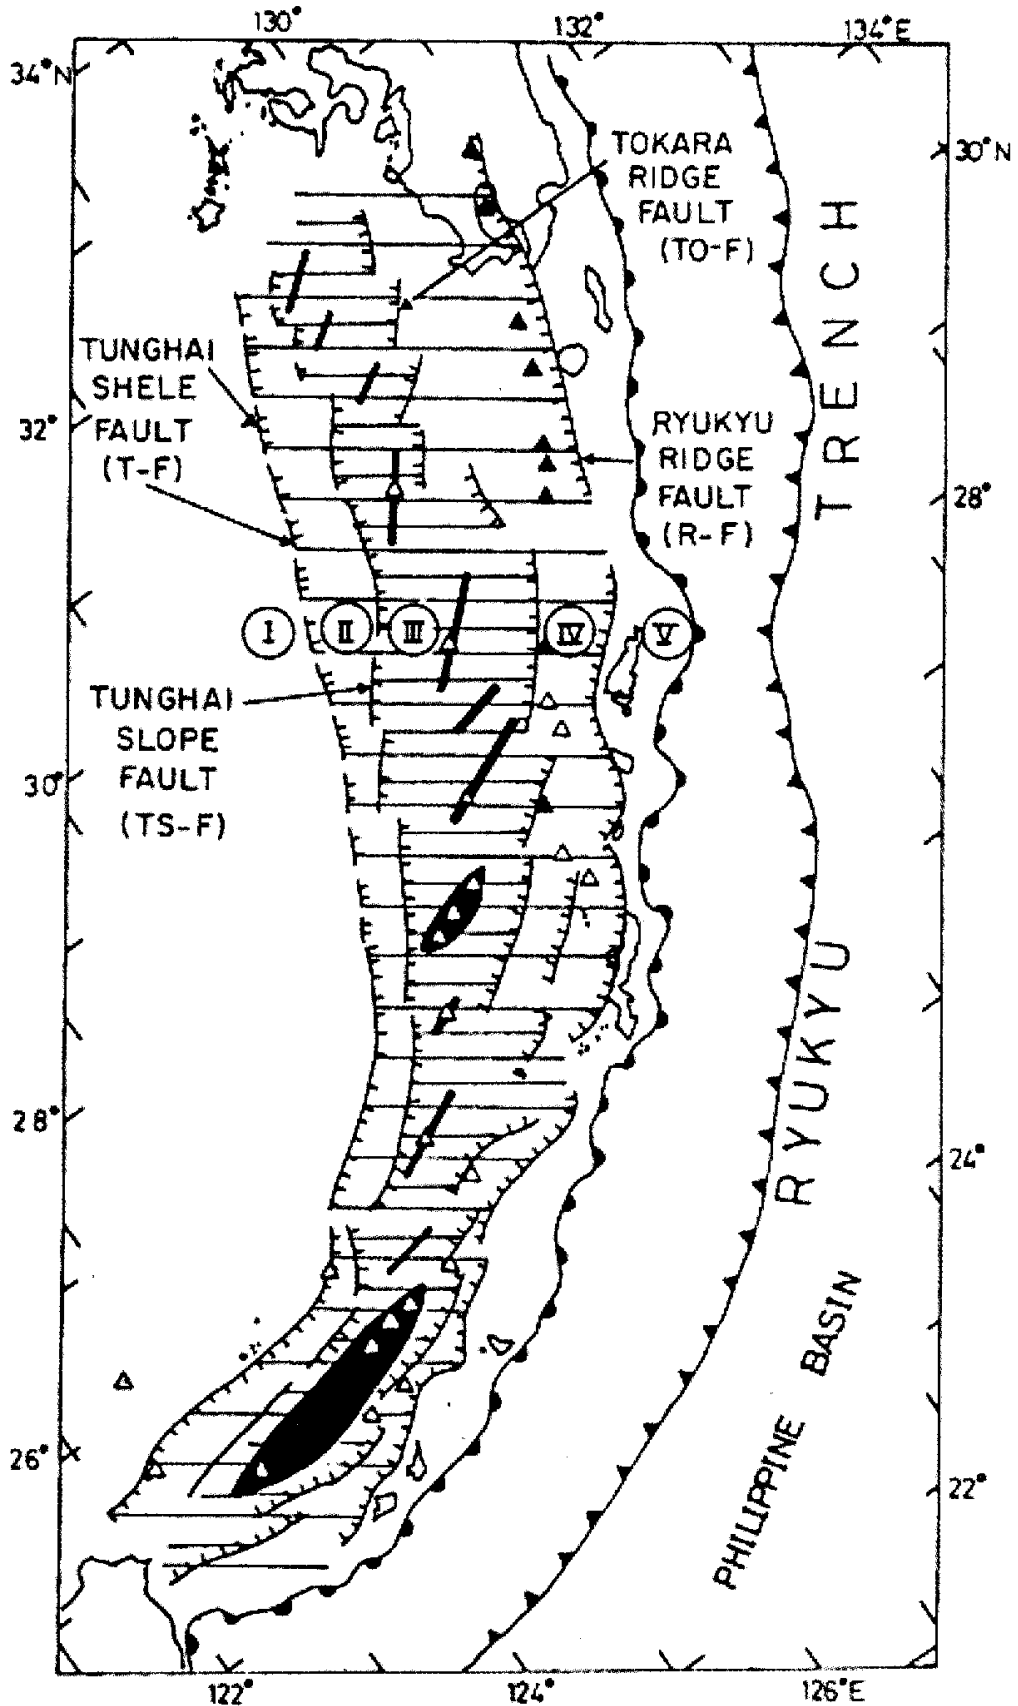 130° 132° 134°E
34°N
30°N
TOKARA
RIDGE
FAULT
(TO-F)
TRENCH
TUNGHAI
SHELE
FAULT
(T-F)
32°
RYUKYU
RIDGE
FAULT
(R-F)
28°
I II III IV V
TUNGHAI
SLOPE
FAULT
(TS-F)
30°
RYUKYU
28°
24°
PHILIPPINE BASIN
26°
22°
122° 124° 126°E